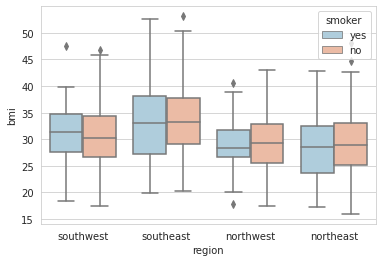 smoker
yes
no
50
45
40
35
30
25
20
15
bmi
southwest
southeast
northwest
northeast
region